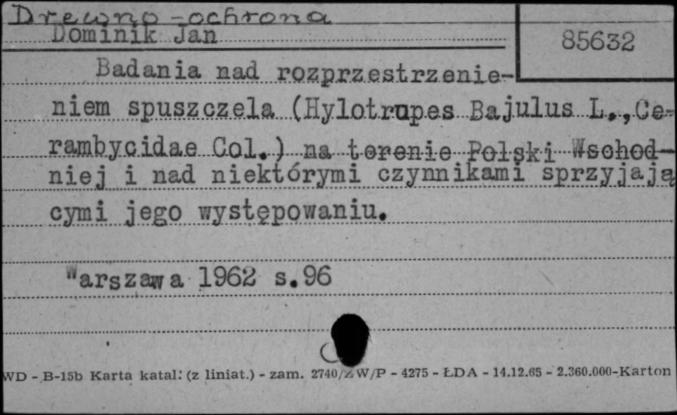 Drewno - ochrona
Dominik Jan
85632
Badania nad rozprzestrzenie-
niem spuszczela (Hylotrupes Bajulus L., Ce-
rambycidae Col.) na terenie Polski Wschod-
niej i nad niektórymi czynnikami sprzyjają
cymi jego występowaniu.
Warszawa 1962 s. 96
WD - B-15b Karta katal. (z liniat.) - zam. 2740/ZW/P - 4275 - ŁDA - 14.12.65 - 2.360.000-Karton